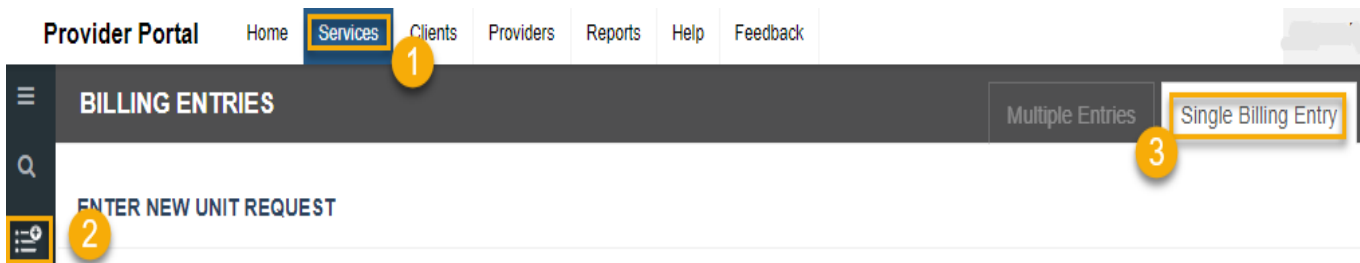 Provider Portal Home Services Clients Providers Reports Help Feedback
1
BILLING ENTRIES Multiple Entries Single Billing Entry
3
ENTER NEW UNIT REQUEST
2